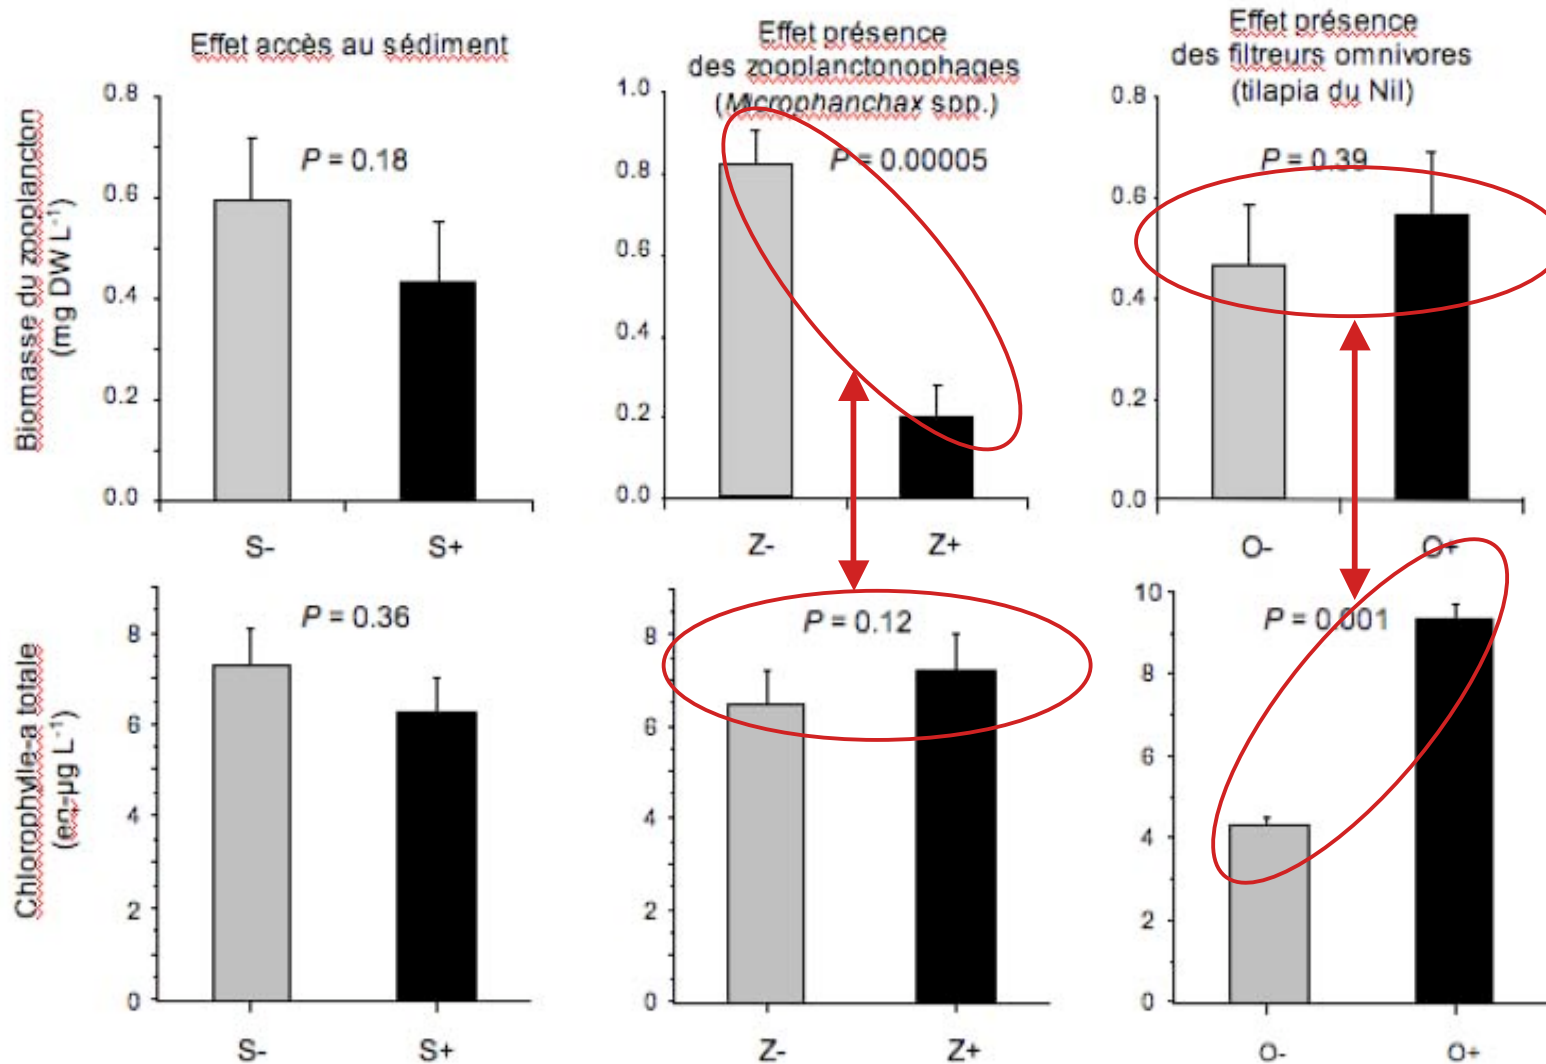 Effet accès au sédiment
Effet présence
des zooplanctonophages
(Microphanchax spp.)
Effet présence
des filtreurs omnivores
(tilapia du Nil)
Biomasse du zooplancton
(mg DW L-1)
0.8
0.6
0.4
0.2
0.0
P = 0.18
S-
S+
1.0
0.8
0.6
0.4
0.2
0.0
P = 0.00005
Z-
Z+
0.8
0.6
0.4
0.2
0.0
P = 0.39
O-
O+
Chlorophylle-a totale
(eq-µg L-1)
8
6
4
2
0
P = 0.36
S-
S+
8
6
4
2
0
P = 0.12
Z-
Z+
10
8
6
4
2
0
P = 0.001
O-
O+